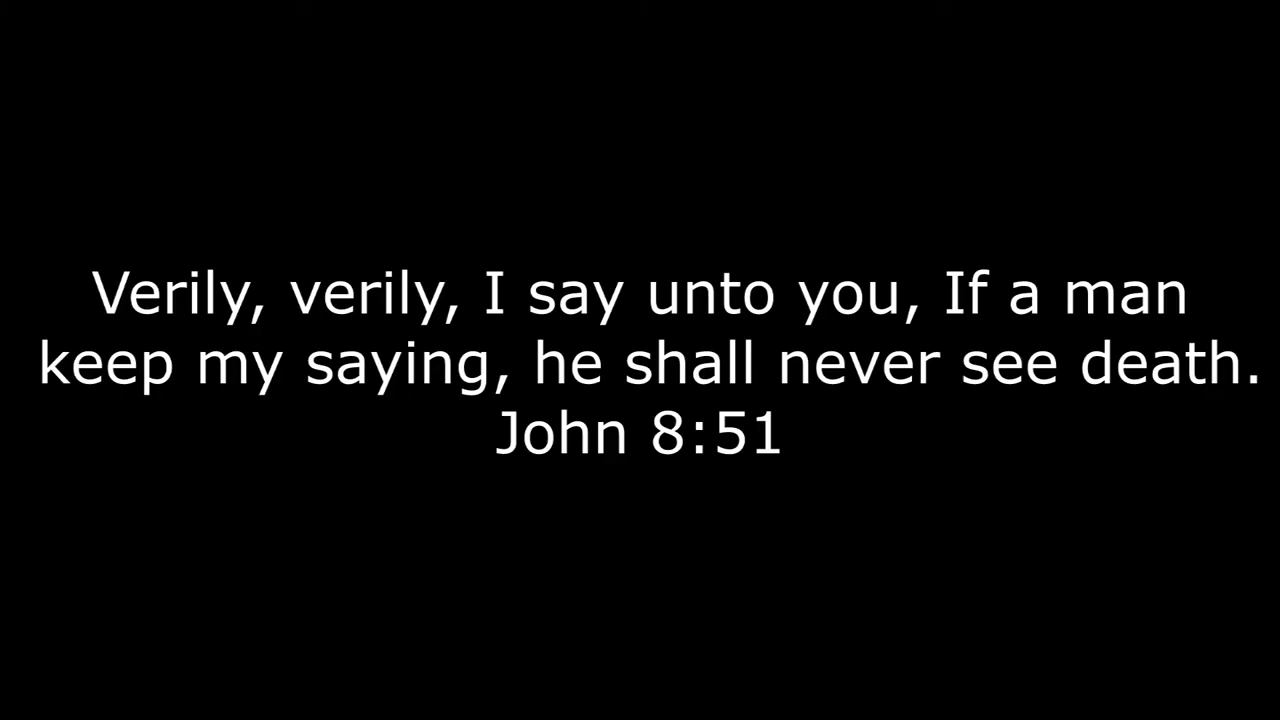 Verily, verily, I say unto you, If a man
keep my saying, he shall never see death.
John 8:51